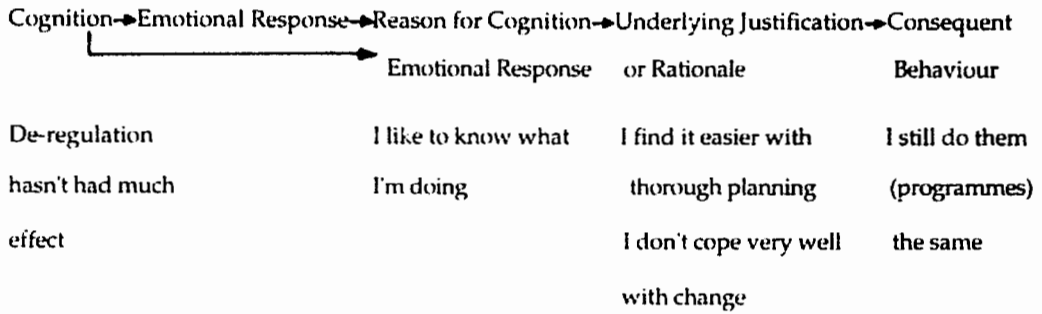 Cognition→Emotional Response→Reason for Cognition→Underlying Justification→Consequent
Emotional Response or Rationale Behaviour
De-regulation I like to know what I find it easier with I still do them
hasn't had much I'm doing thorough planning (programmes)
effect I don't cope very well the same
with change